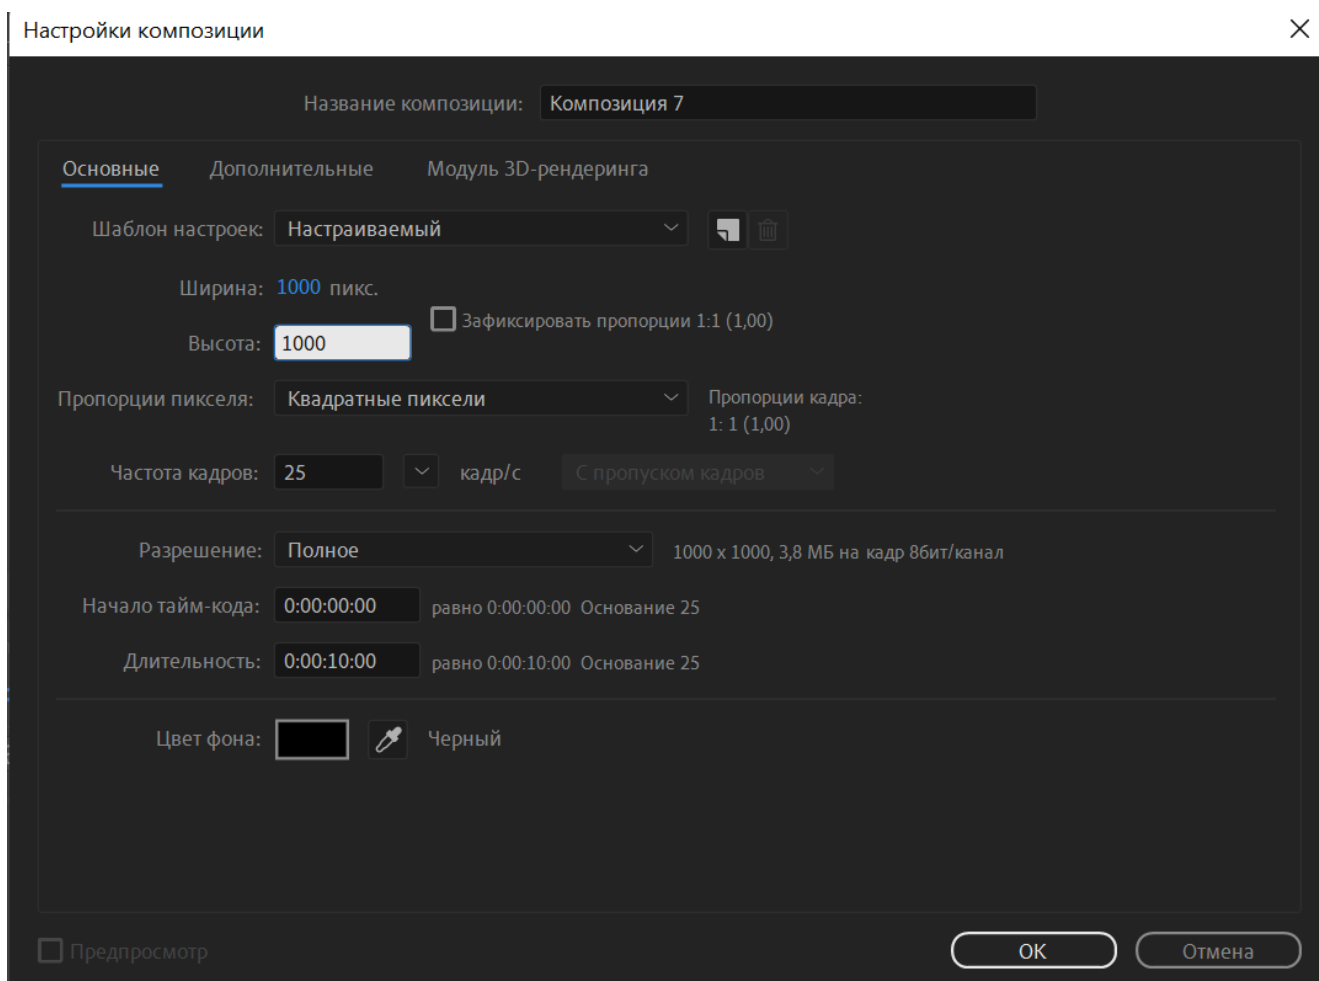 Настройки композиции
Название композиции: Композиция 7
Основные Дополнительные Модуль 3D-рендеринга
Шаблон настроек: Настраиваемый
Ширина: 1000 пикс.
Зафиксировать пропорции 1:1 (1,00)
Высота: 1000
Пропорции пикселя: Квадратные пиксели Пропорции кадра:
1: 1 (1,00)
Частота кадров: 25 кадр/с С пропуском кадров
Разрешение: Полное 1000 x 1000, 3,8 МБ на кадр 8бит/канал
Начало тайм-кода: 0:00:00:00 равно 0:00:00:00 Основание 25
Длительность: 0:00:10:00 равно 0:00:10:00 Основание 25
Цвет фона: Черный
Предпросмотр ОК Отмена